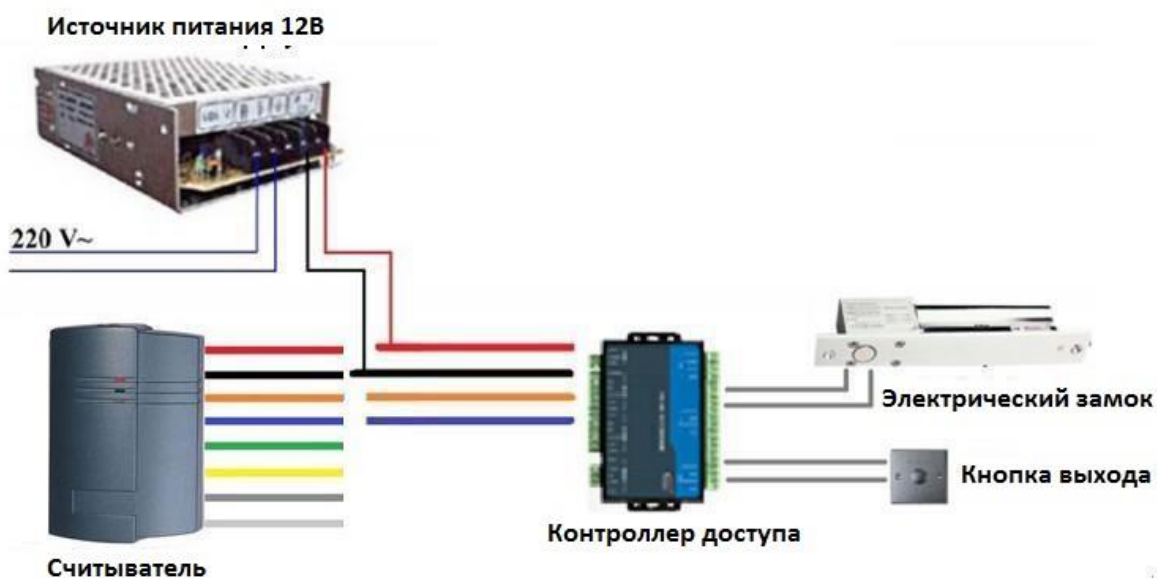 Источник питания 12В
220 V~
Электрический замок
Кнопка выхода
Контроллер доступа
Считыватель